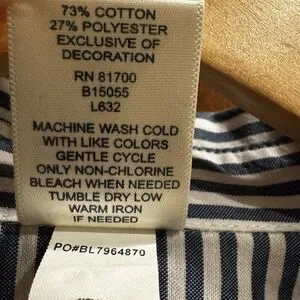 73% COTTON
27% POLYESTER
EXCLUSIVE OF
DECORATION
RN 81700
B15055
L632
MACHINE WASH COLD
WITH LIKE COLORS
GENTLE CYCLE
ONLY NON-CHLORINE
BLEACH WHEN NEEDED
TUMBLE DRY LOW
WARM IRON
IF NEEDED
PO#BL7964870